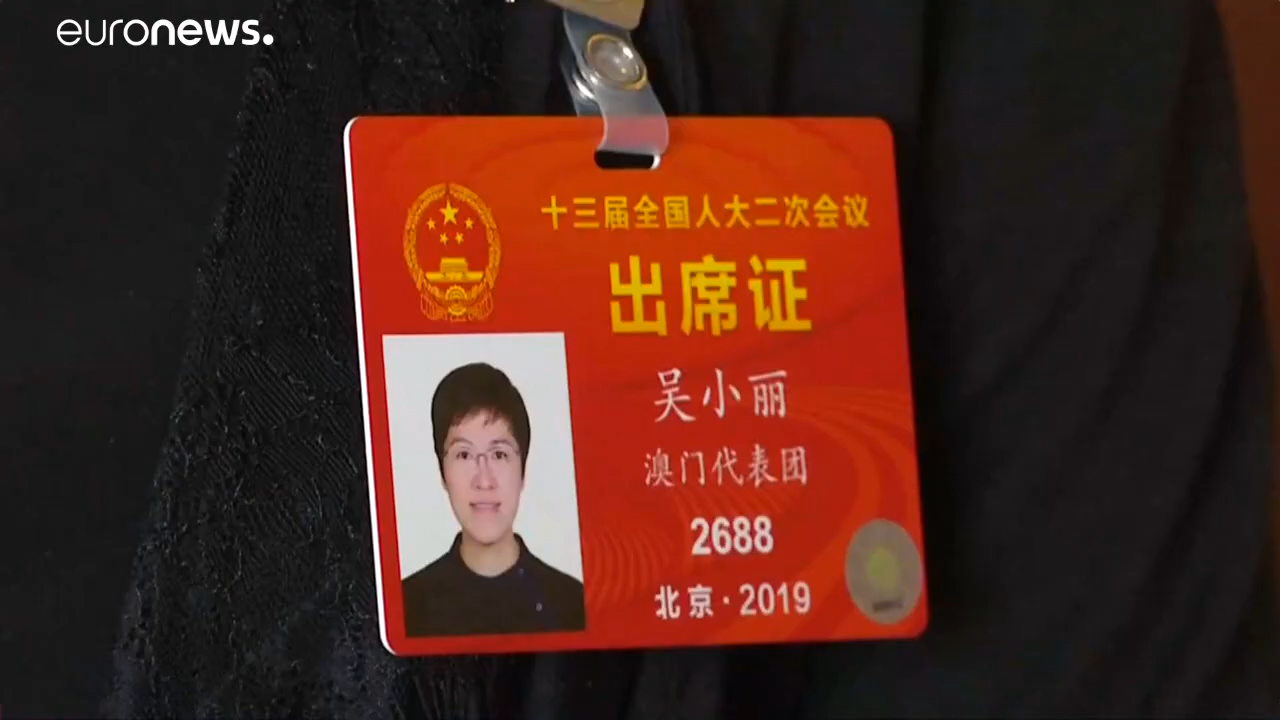 euronews.
十三届全国人大二次会议
出席证
吴小丽
澳门代表团
2688
北京·2019